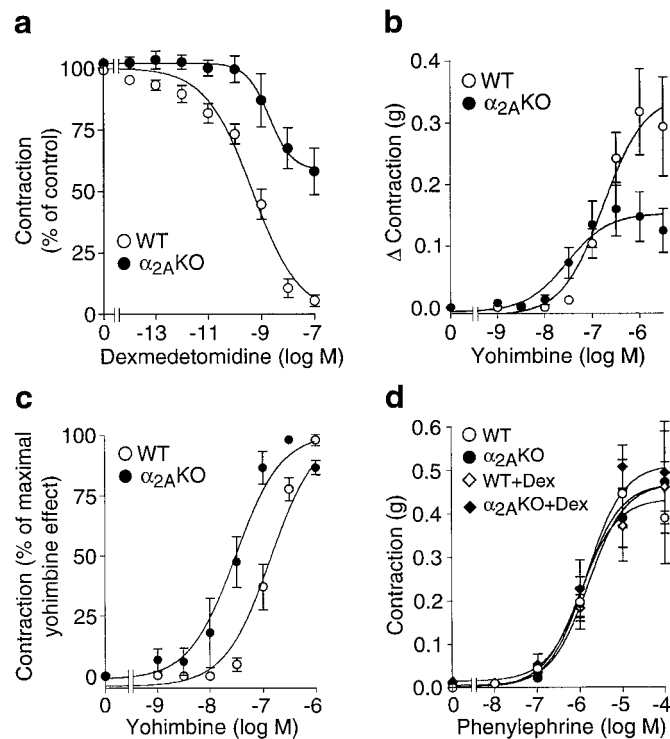 a
Contraction
(% of control)
100
75
50
25
0
WT
α2AKO
0 -13 -11 -9 -7
Dexmedetomidine (log M)
b
Δ Contraction (g)
0.4
0.3
0.2
0.1
0.0
WT
α2AKO
0 -9 -8 -7 -6
Yohimbine (log M)
c
Contraction (% of maximal
yohimbine effect)
100
75
50
25
0
WT
α2AKO
0 -9 -8 -7 -6
Yohimbine (log M)
d
Contraction (g)
0.6
0.5
0.4
0.3
0.2
0.1
0.0
WT
α2AKO
WT+Dex
α2AKO+Dex
0 -8 -7 -6 -5 -4
Phenylephrine (log M)